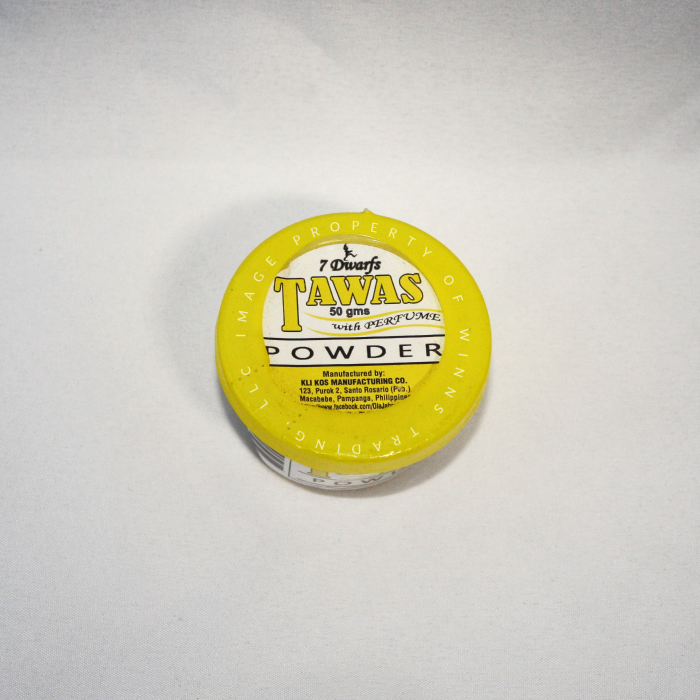 7 Dwarfs
TAWAS
50 gms
with PERFUME
POWDER
Manufactured by:
KLI KOS MANUFACTURING CO.
123, Purok 2, Santo Rosario (Pob.)
Macabebe, Pampanga, Philippines
IMAGE PROPERTY OF WINNS TRADING LLC
POW